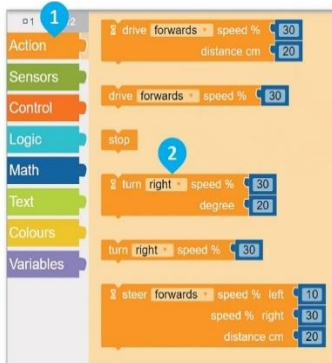 1 2
1
Action
Sensors
Control
Logic
Math
Text
Colours
Variables
drive forwards speed % 30
distance cm 20
drive forwards speed % 30
stop
2
turn right speed % 30
degree 20
turn right speed % 30
steer forwards speed % left 10
speed % right 30
distance cm 20